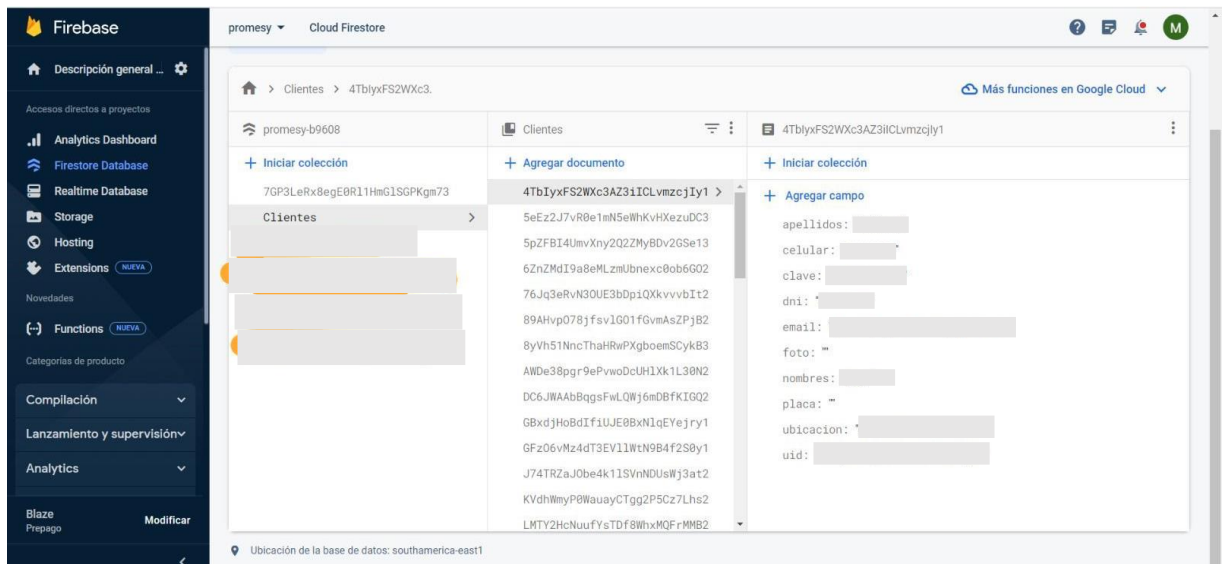 Firebase
promesy
Cloud Firestore
M
Descripción general ...
Clientes > 4TbIyxFS2WXc3.
Más funciones en Google Cloud
Accesos directos a proyectos
promesy-b9608
Clientes
4TbIyxFS2WXc3AZ3iICLvmzcjIy1
Analytics Dashboard
Firestore Database
Realtime Database
Storage
Hosting
Extensions NUEVA
Novedades
Functions NUEVA
Categorías de producto
Compilación
Lanzamiento y supervisión
Analytics
Blaze
Prepago
Modificar
+ Iniciar colección
7GP3LeRx8egE0Rl1HmGlSGPKgm73
Clientes
+ Agregar documento
4TbIyxFS2WXc3AZ3iICLvmzcjIy1
5eEz2J7vR0e1mN5eWhKvHXezuDC3
5pZFBI4UmvXny2Q2ZMyBDv2GSe13
6ZnZMdI9a8eMLzmUbnexc0ob6GO2
76Jq3eRvN3OUE3bDpiQXkvvvbIt2
89AHvpO78jfsvlGO1fGvmAsZPjB2
8yVh51NncThaHRwPXgboemSCykB3
AWDe38pgr9ePvwoDcUHlXk1L30N2
DC6JWAAbBqgsFwLQWj6mDBfKIGQ2
GBxdjHoBdIfiUJE0BxNlqEYejry1
GFzO6vMz4dT3EVllWtN9B4f2S0y1
J74TRZaJObe4k1lSVnNDUsWj3at2
KVdhWmyP0WauayCTgg2P5Cz7Lhs2
LMTY2HcNuufYsTDf8WhxMQFrMMB2
+ Iniciar colección
+ Agregar campo
apellidos:
celular: "
clave:
dni: "
email: "
foto: ""
nombres:
placa: ""
ubicacion: "
uid:
Ubicación de la base de datos: southamerica-east1